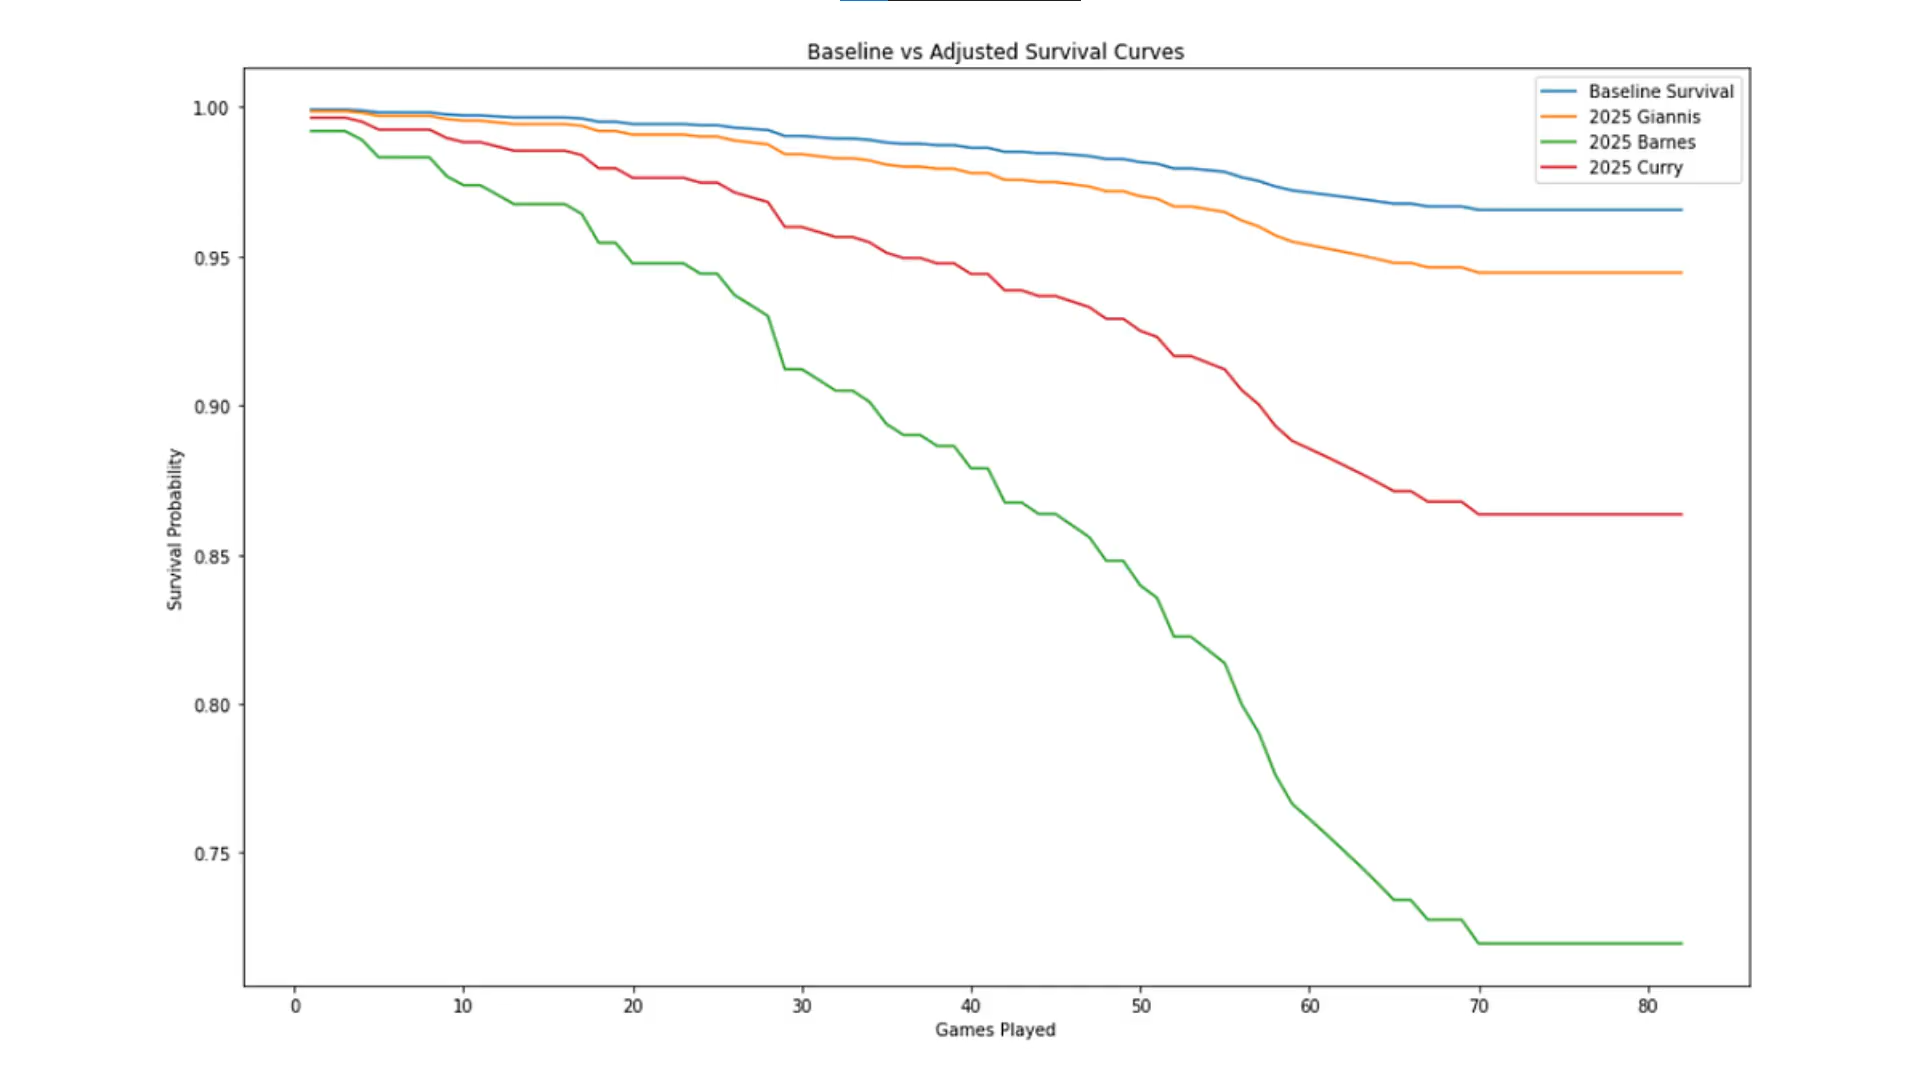 Baseline vs Adjusted Survival Curves
Baseline Survival
2025 Giannis
2025 Barnes
2025 Curry
1.00
0.95
0.90
0.85
0.80
0.75
Survival Probability
0
10
20
30
40
50
60
70
80
Games Played